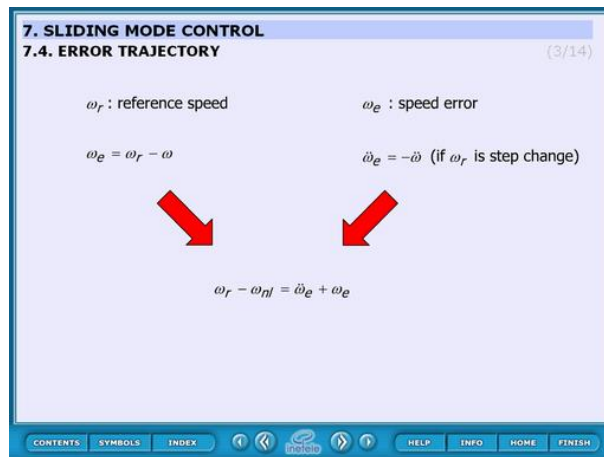 7. SLIDING MODE CONTROL
7.4. ERROR TRAJECTORY (3/14)
ωr : reference speed ωe : speed error
ωe = ωr − ω ω̈e = −ω̈ (if ωr is step change)
ωr − ωnl = ω̈e + ωe
CONTENTS SYMBOLS INDEX inetele HELP INFO HOME FINISH